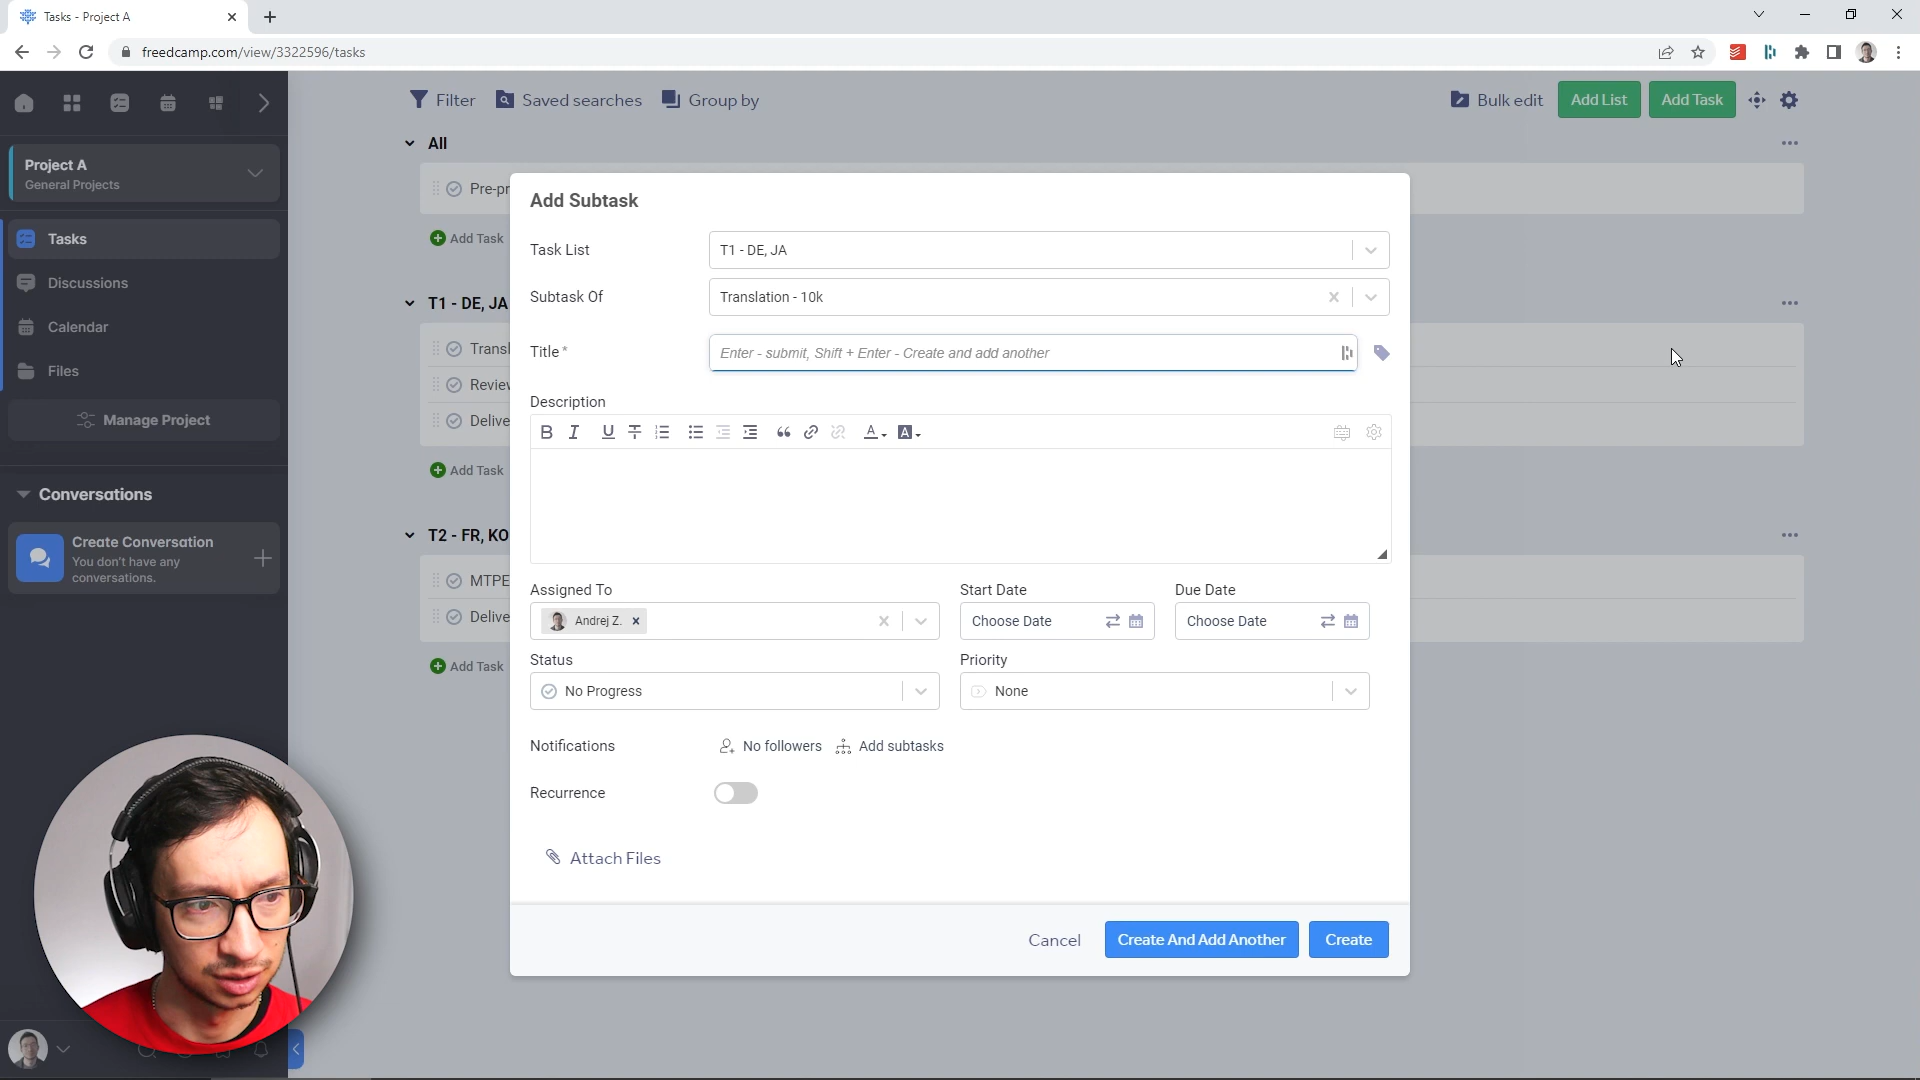 Tasks - Project A
freedcamp.com/view/3322596/tasks
Filter
Saved searches
Group by
Bulk edit
Add List
Add Task
Project A
General Projects
Tasks
Discussions
Calendar
Files
Manage Project
Conversations
Create Conversation
You don't have any
conversations.
All
Pre-pr
Add Task
T1 - DE, JA
Transl
Review
Delive
Add Task
T2 - FR, KO
MTPE
Delive
Add Task
Add Subtask
Task List
T1 - DE, JA
Subtask Of
Translation - 10k
Title*
Enter - submit, Shift + Enter - Create and add another
Description
B I U T A A
Assigned To
Andrej Z.
Start Date
Choose Date
Due Date
Choose Date
Status
No Progress
Priority
None
Notifications
No followers
Add subtasks
Recurrence
Attach Files
Cancel
Create And Add Another
Create